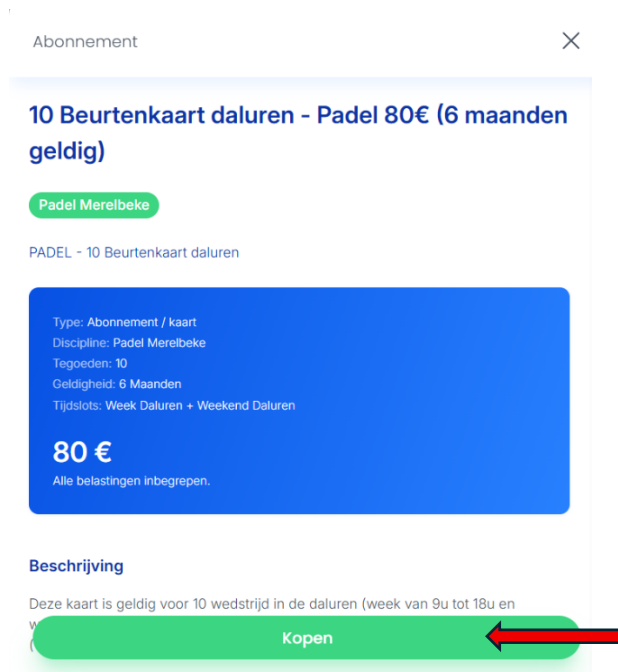 Abonnement
10 Beurtenkaart daluren - Padel 80€ (6 maanden
geldig)
Padel Merelbeke
PADEL - 10 Beurtenkaart daluren
Type: Abonnement / kaart
Discipline: Padel Merelbeke
Tegoeden: 10
Geldigheid: 6 Maanden
Tijdslots: Week Daluren + Weekend Daluren
80 €
Alle belastingen inbegrepen.
Beschrijving
Deze kaart is geldig voor 10 wedstrijd in de daluren (week van 9u tot 18u en
Kopen